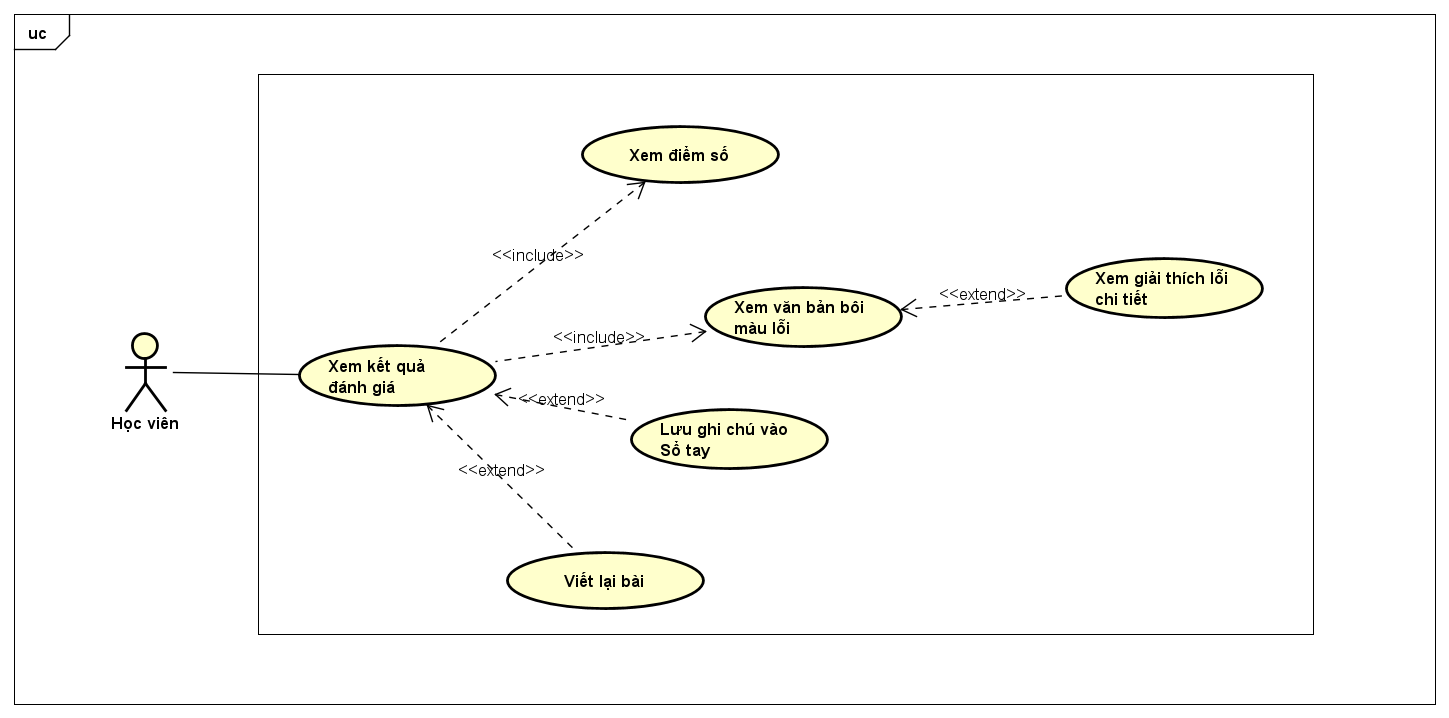 uc
Xem điểm số
<<include>>
Xem giải thích lỗi
chi tiết
<<extend>>
Xem văn bản bôi
màu lỗi
<<include>>
Xem kết quả
đánh giá
<<extend>>
Học viên
Lưu ghi chú vào
Sổ tay
<<extend>>
Viết lại bài